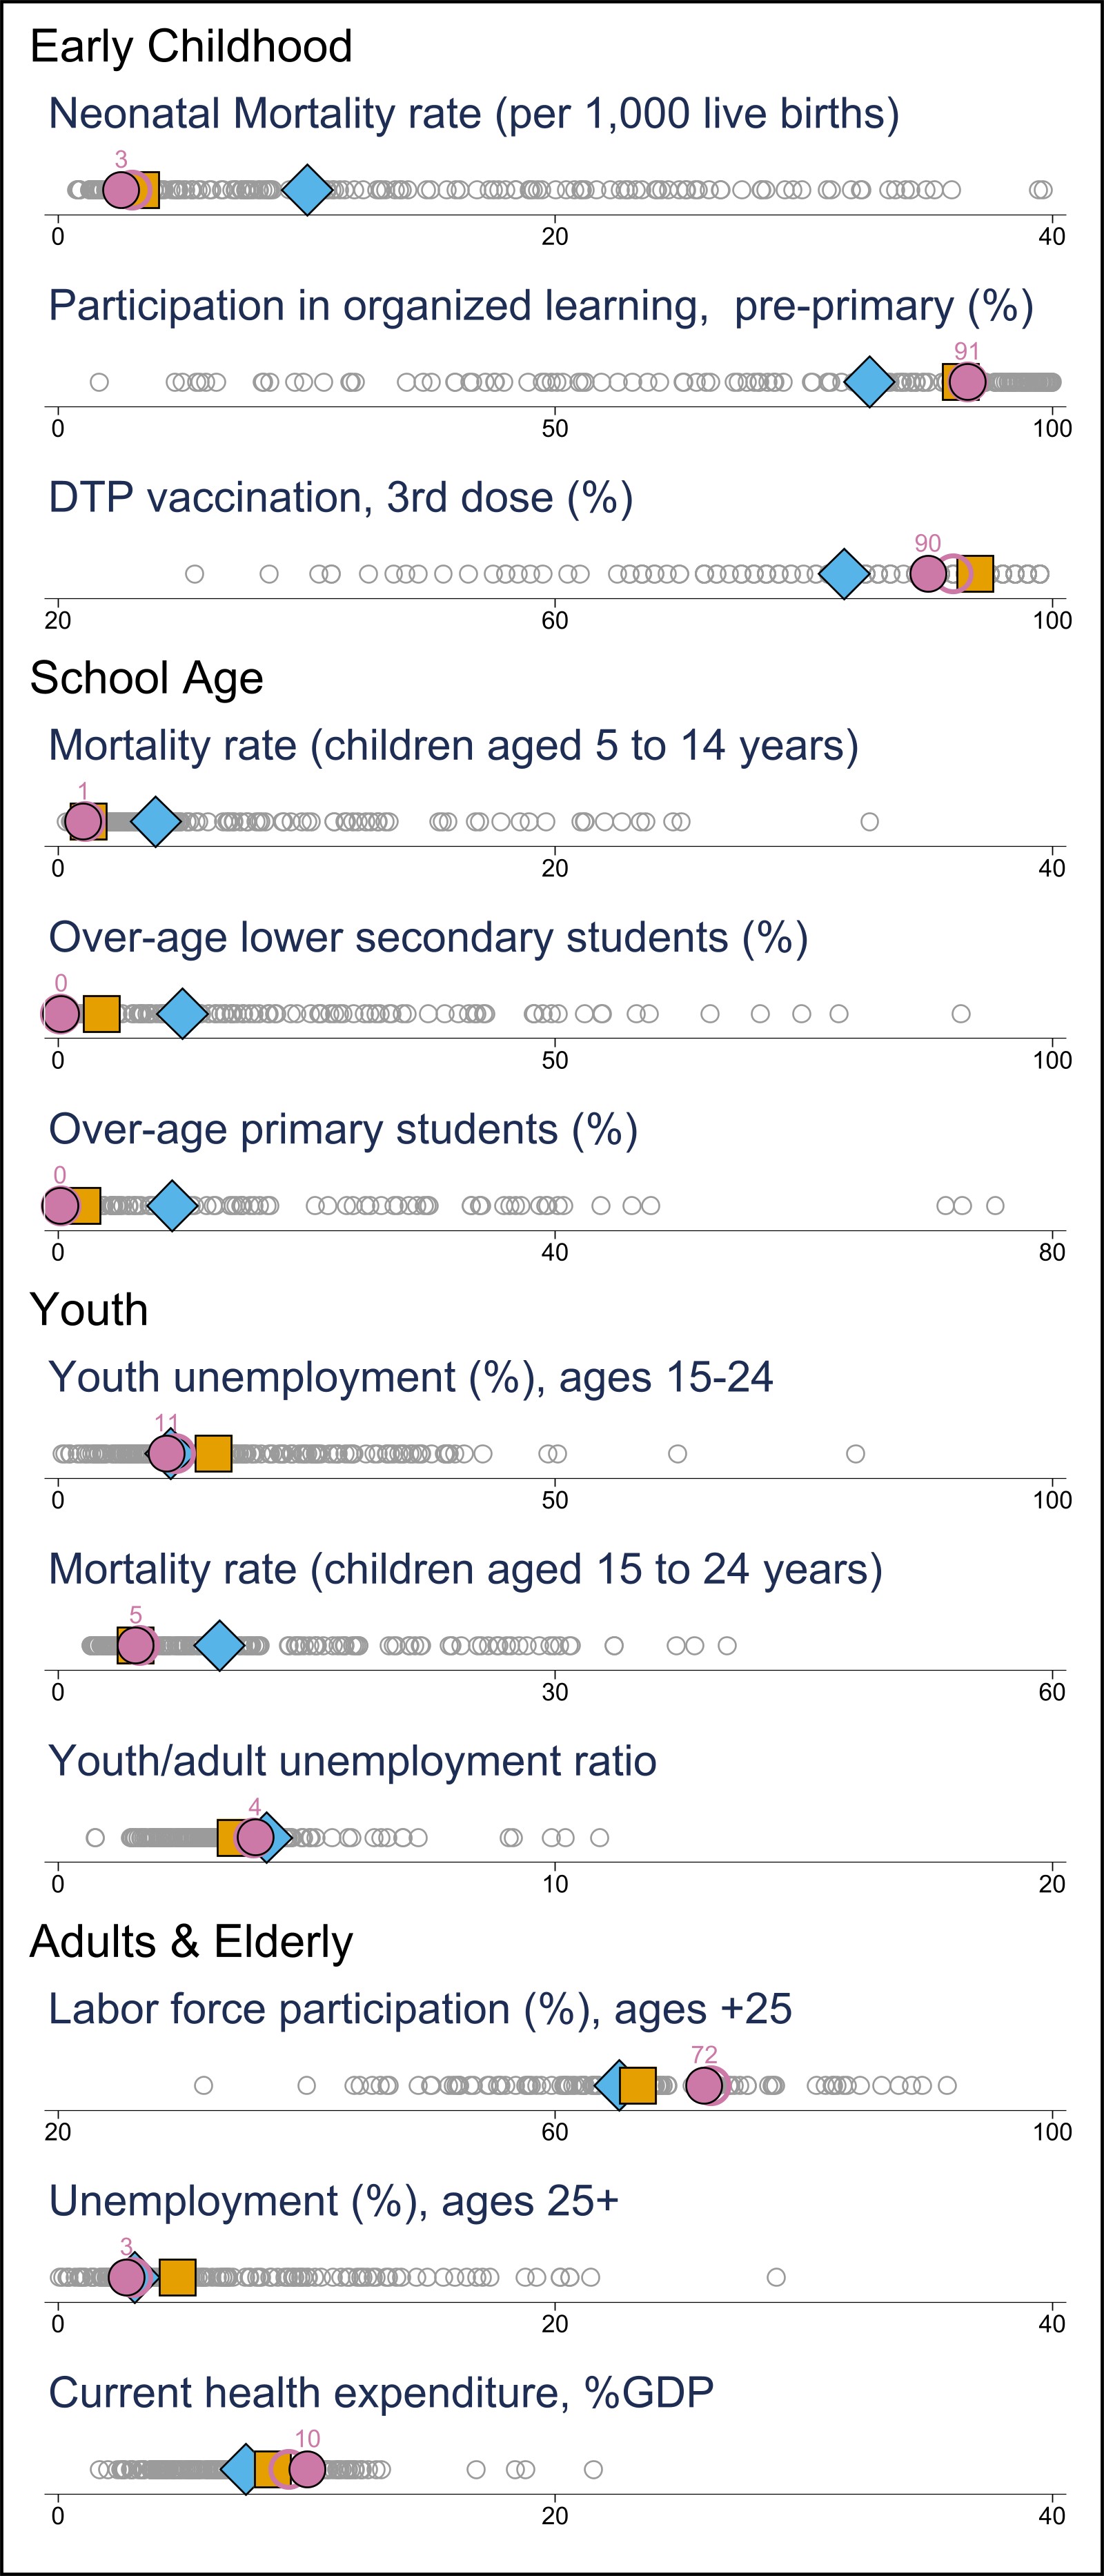 Early Childhood
Neonatal Mortality rate (per 1,000 live births)
3
0 20 40
Participation in organized learning,  pre-primary (%)
91
0 50 100
DTP vaccination, 3rd dose (%)
90
20 60 100
School Age
Mortality rate (children aged 5 to 14 years)
1
0 20 40
Over-age lower secondary students (%)
0
0 50 100
Over-age primary students (%)
0
0 40 80
Youth
Youth unemployment (%), ages 15-24
11
0 50 100
Mortality rate (children aged 15 to 24 years)
5
0 30 60
Youth/adult unemployment ratio
4
0 10 20
Adults & Elderly
Labor force participation (%), ages +25
72
20 60 100
Unemployment (%), ages 25+
3
0 20 40
Current health expenditure, %GDP
10
0 20 40